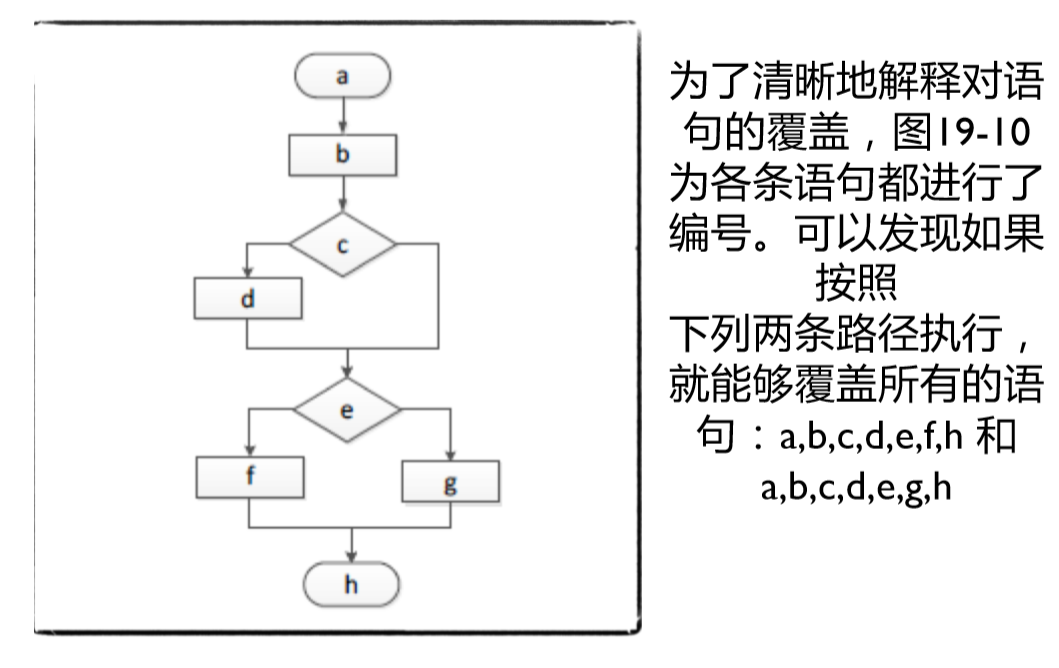 a
b
c
d
e
f
g
h
为了清晰地解释对语
句的覆盖，图19-10
为各条语句都进行了
编号。可以发现如果
按照
下列两条路径执行，
就能够覆盖所有的语
句：a,b,c,d,e,f,h 和
a,b,c,d,e,g,h